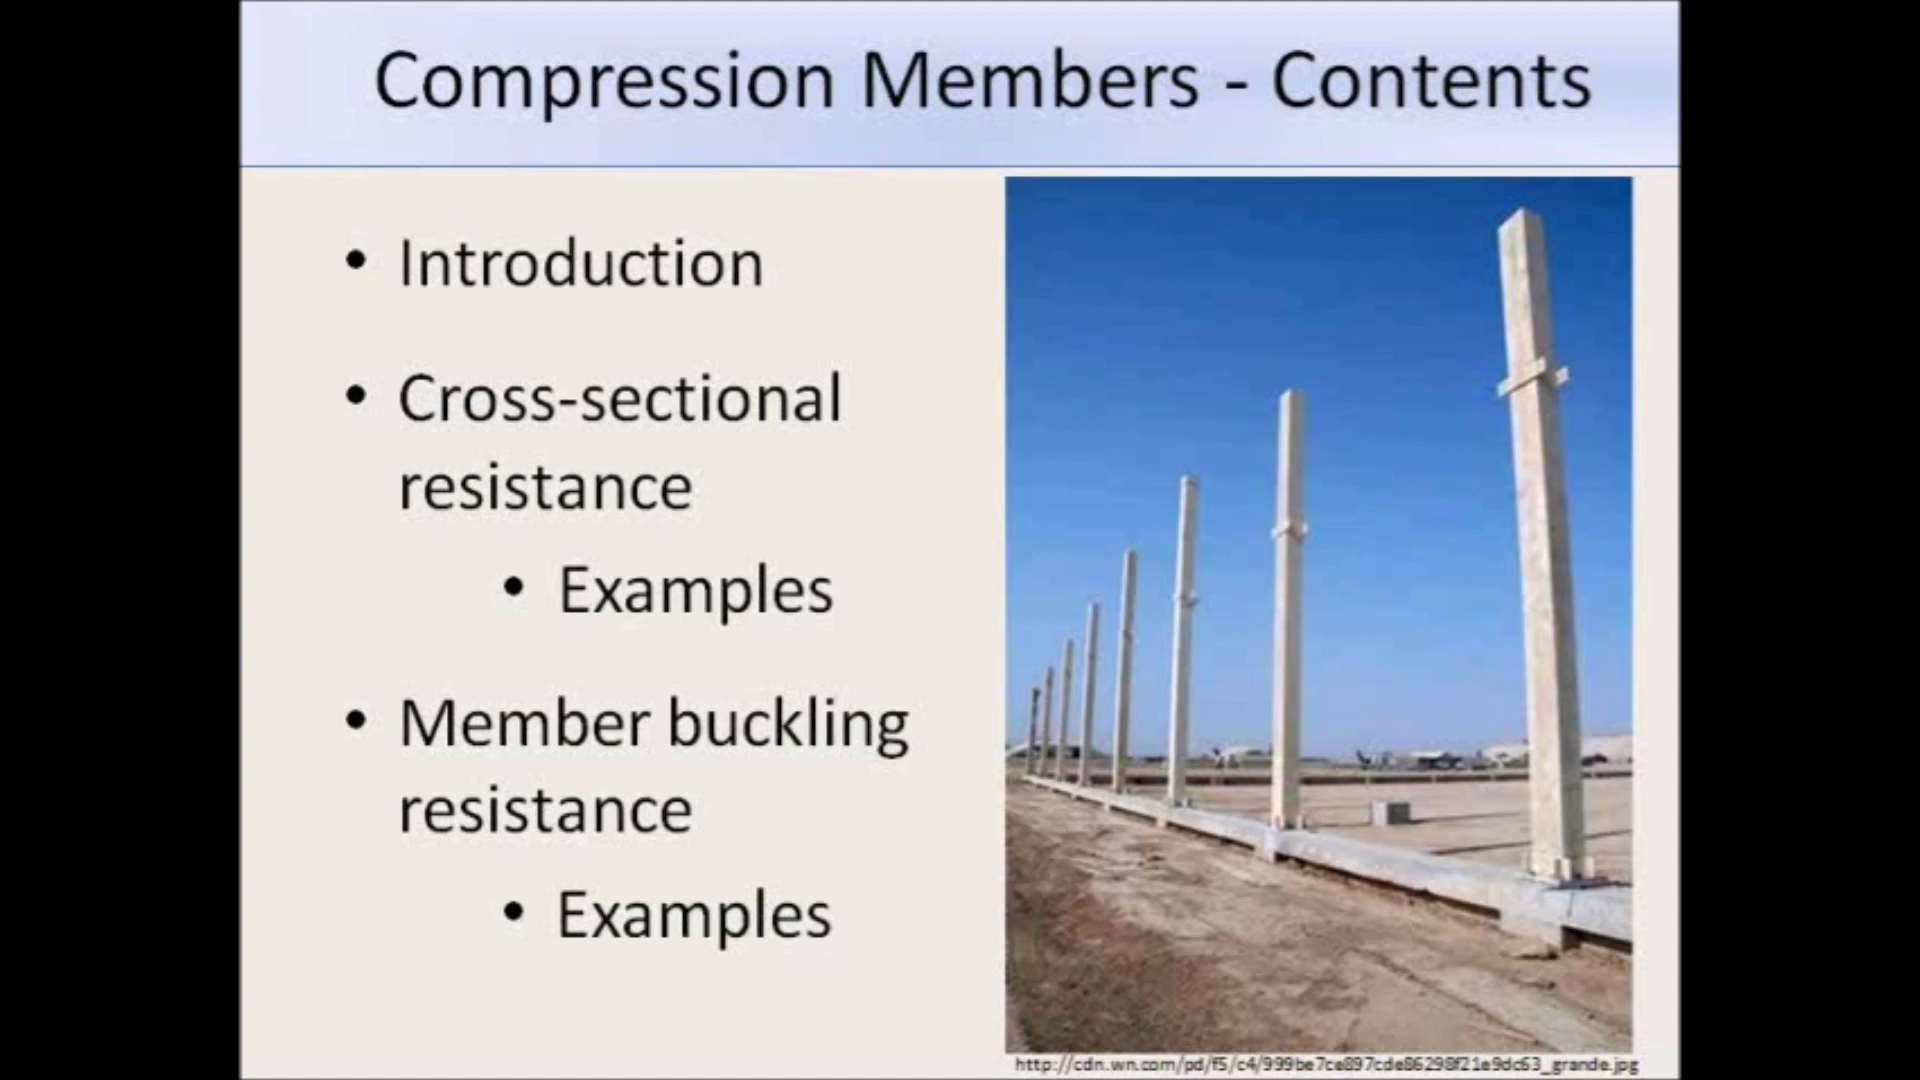 Compression Members - Contents
• Introduction
• Cross-sectional
resistance
• Examples
• Member buckling
resistance
• Examples
http://cdn.wn.com/pd/f5/c4/999be7ce897cde86298f21e9dc63_grande.jpg